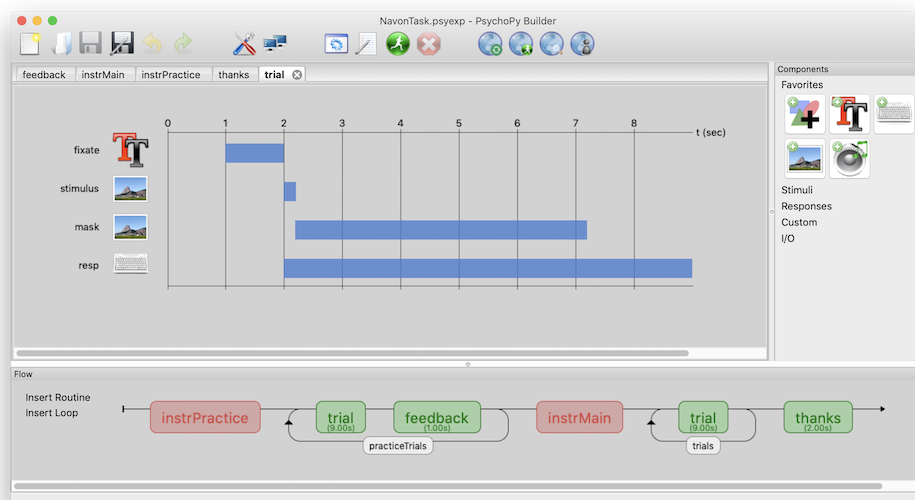 NavonTask.psyexp - PsychoPy Builder
feedback instrMain instrPractice thanks trial
Components
Favorites
0 1 2 3 4 5 6 7 8
t (sec)
fixate
stimulus
mask
resp
Stimuli
Responses
Custom
I/O
Flow
Insert Routine
Insert Loop
instrPractice
trial
(9.00s)
feedback
(1.00s)
practiceTrials
instrMain
trial
(9.00s)
trials
thanks
(2.00s)